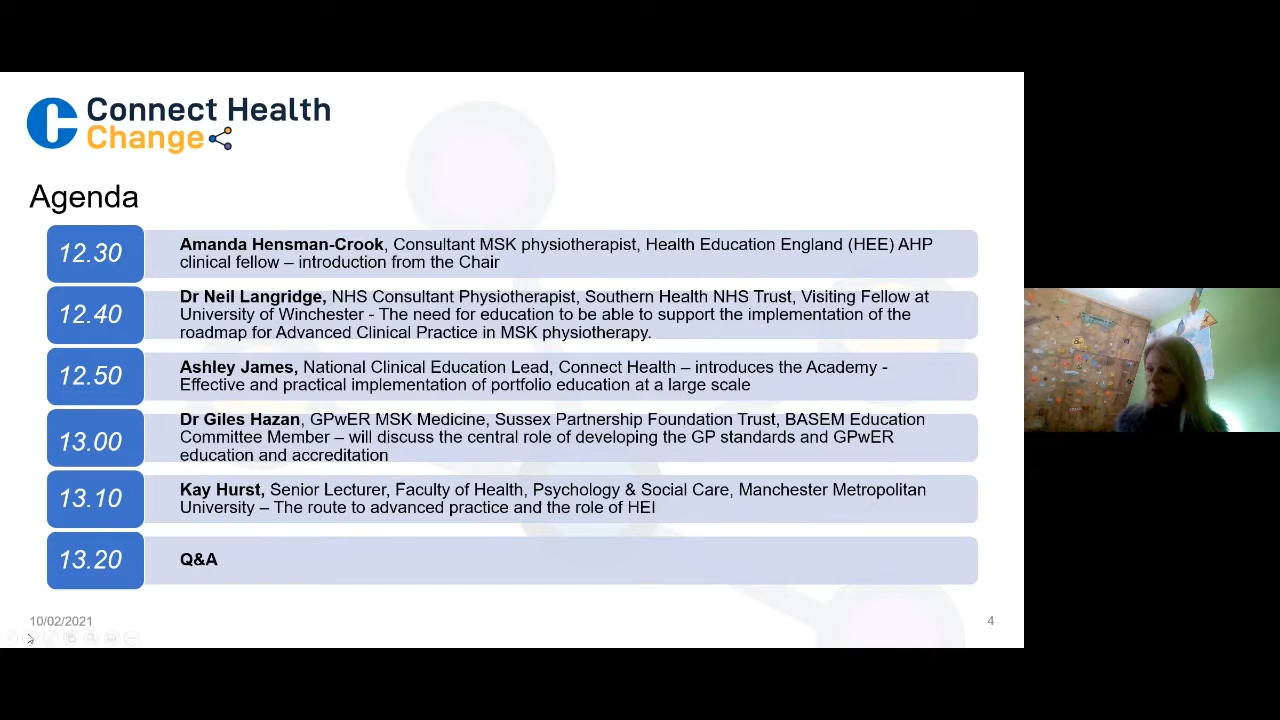 Connect Health
Change
Agenda
12.30
Amanda Hensman-Crook, Consultant MSK physiotherapist, Health Education England (HEE) AHP
clinical fellow – introduction from the Chair
12.40
Dr Neil Langridge, NHS Consultant Physiotherapist, Southern Health NHS Trust, Visiting Fellow at
University of Winchester - The need for education to be able to support the implementation of the
roadmap for Advanced Clinical Practice in MSK physiotherapy.
12.50
Ashley James, National Clinical Education Lead, Connect Health – introduces the Academy -
Effective and practical implementation of portfolio education at a large scale
13.00
Dr Giles Hazan, GPwER MSK Medicine, Sussex Partnership Foundation Trust, BASEM Education
Committee Member – will discuss the central role of developing the GP standards and GPwER
education and accreditation
13.10
Kay Hurst, Senior Lecturer, Faculty of Health, Psychology & Social Care, Manchester Metropolitan
University – The route to advanced practice and the role of HEI
13.20
Q&A
10/02/2021
4